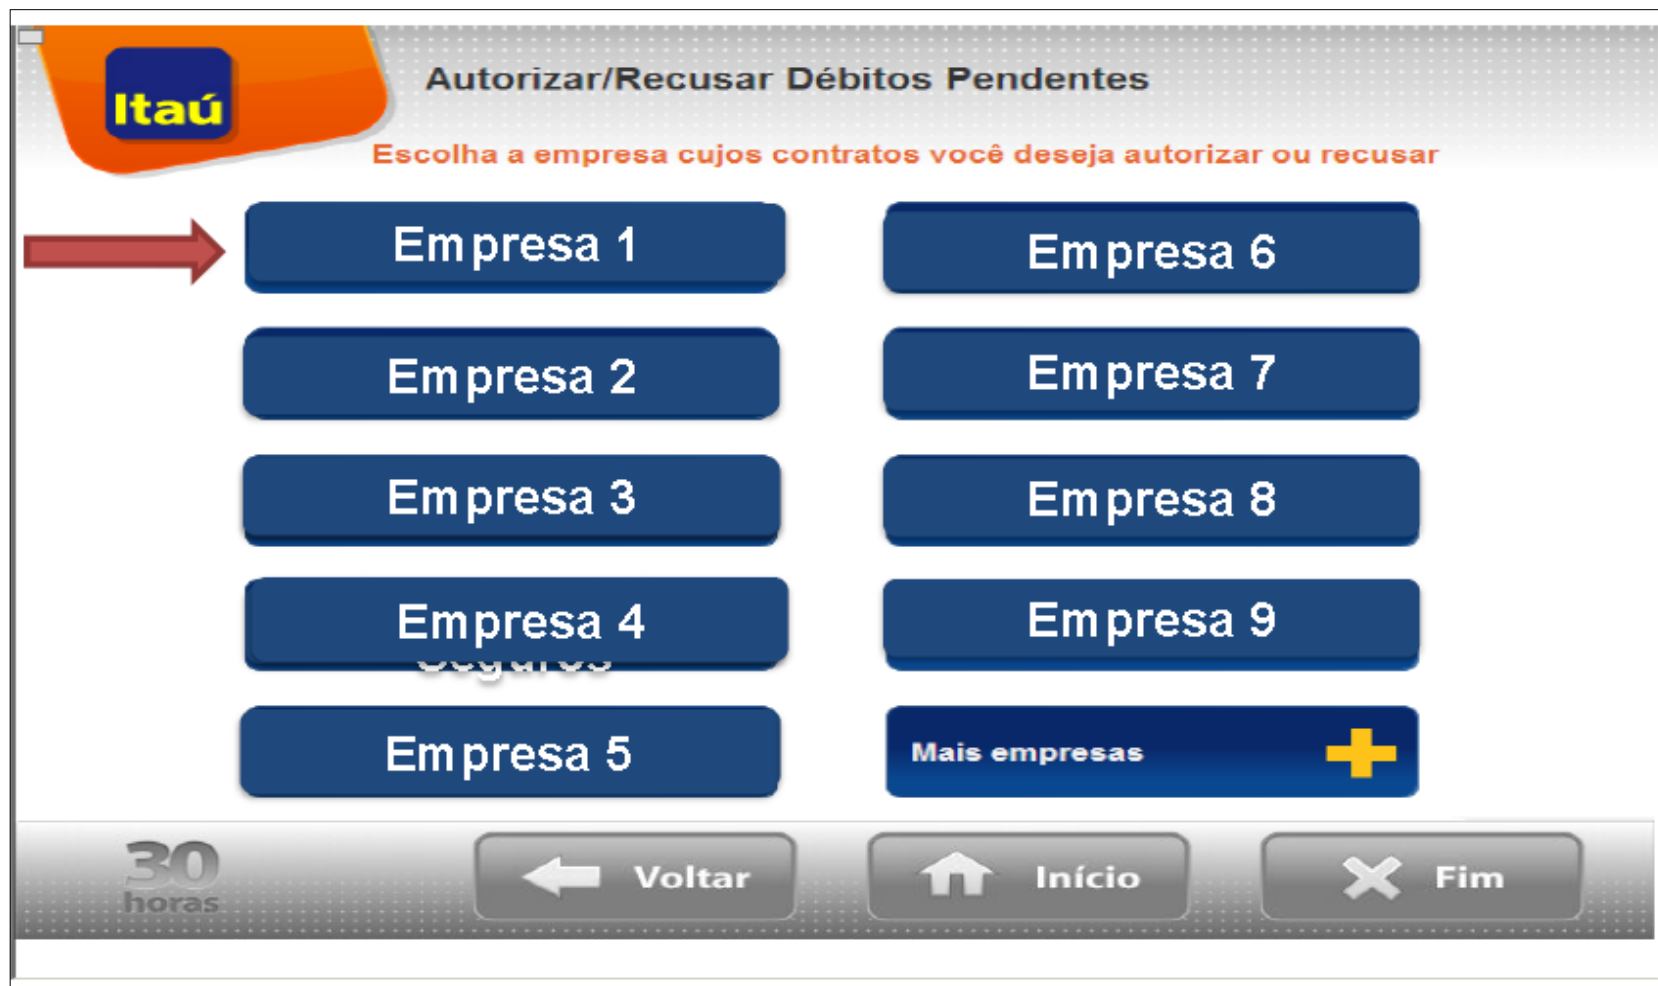 Itaú
Autorizar/Recusar Débitos Pendentes
Escolha a empresa cujos contratos você deseja autorizar ou recusar
Empresa 1
Empresa 2
Empresa 3
Empresa 4
Seguros
Empresa 5
Empresa 6
Empresa 7
Empresa 8
Empresa 9
Mais empresas
30
horas
Voltar
Início
Fim